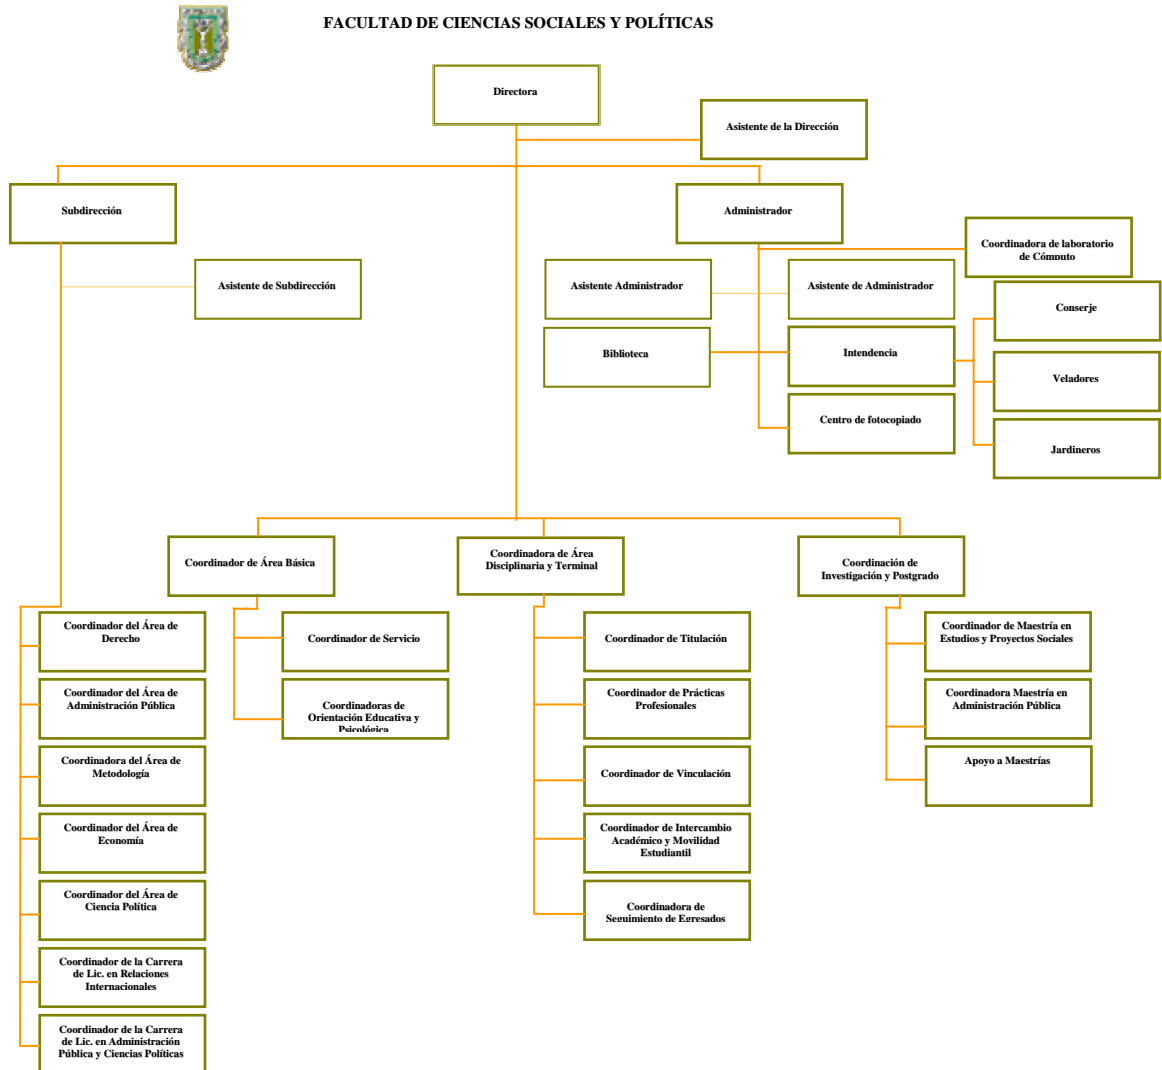 FACULTAD DE CIENCIAS SOCIALES Y POLÍTICAS
Directora
Asistente de la Dirección
Subdirección
Administrador
Coordinadora de laboratorio
de Cómputo
Asistente de Subdirección
Asistente Administrador
Asistente de Administrador
Conserje
Biblioteca
Intendencia
Veladores
Centro de fotocopiado
Jardineros
Coordinador de Área Básica
Coordinadora de Área
Disciplinaria y Terminal
Coordinación de
Investigación y Postgrado
Coordinador del Área de
Derecho
Coordinador de Servicio
Coordinador de Titulación
Coordinador de Maestría en
Estudios y Proyectos Sociales
Coordinador del Área de
Administración Pública
Coordinadoras de
Orientación Educativa y
Psicológica
Coordinador de Prácticas
Profesionales
Coordinadora Maestría en
Administración Pública
Coordinadora del Área de
Metodología
Coordinador de Vinculación
Apoyo a Maestrías
Coordinador del Área de
Economía
Coordinador de Intercambio
Académico y Movilidad
Estudiantil
Coordinador del Área de
Ciencia Política
Coordinadora de
Seguimiento de Egresados
Coordinador de la Carrera
de Lic. en Relaciones
Internacionales
Coordinador de la Carrera
de Lic. en Administración
Pública y Ciencias Políticas